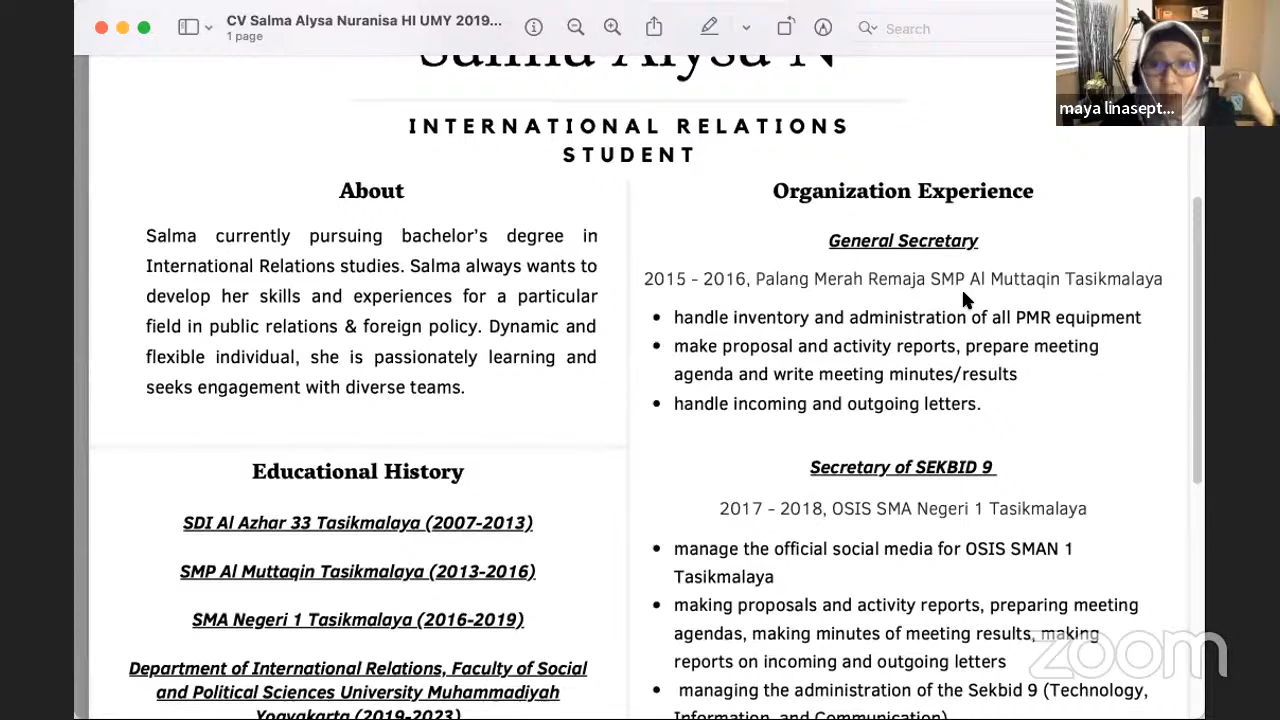 CV Salma Alysa Nuranisa HI UMY 2019...
1 page
Search
maya linasept...
Salma Alysa N
INTERNATIONAL RELATIONS
STUDENT
About
Salma currently pursuing bachelor's degree in
International Relations studies. Salma always wants to
develop her skills and experiences for a particular
field in public relations & foreign policy. Dynamic and
flexible individual, she is passionately learning and
seeks engagement with diverse teams.
Educational History
SDI Al Azhar 33 Tasikmalaya (2007-2013)
SMP Al Muttaqin Tasikmalaya (2013-2016)
SMA Negeri 1 Tasikmalaya (2016-2019)
Department of International Relations, Faculty of Social
and Political Sciences University Muhammadiyah
Yogyakarta (2019-2023)
Organization Experience
General Secretary
2015 - 2016, Palang Merah Remaja SMP Al Muttaqin Tasikmalaya
• handle inventory and administration of all PMR equipment
• make proposal and activity reports, prepare meeting
agenda and write meeting minutes/results
• handle incoming and outgoing letters.
Secretary of SEKBID 9
2017 - 2018, OSIS SMA Negeri 1 Tasikmalaya
• manage the official social media for OSIS SMAN 1
Tasikmalaya
• making proposals and activity reports, preparing meeting
agendas, making minutes of meeting results, making
reports on incoming and outgoing letters
• managing the administration of the Sekbid 9 (Technology,
Information, and Communication)
zoom